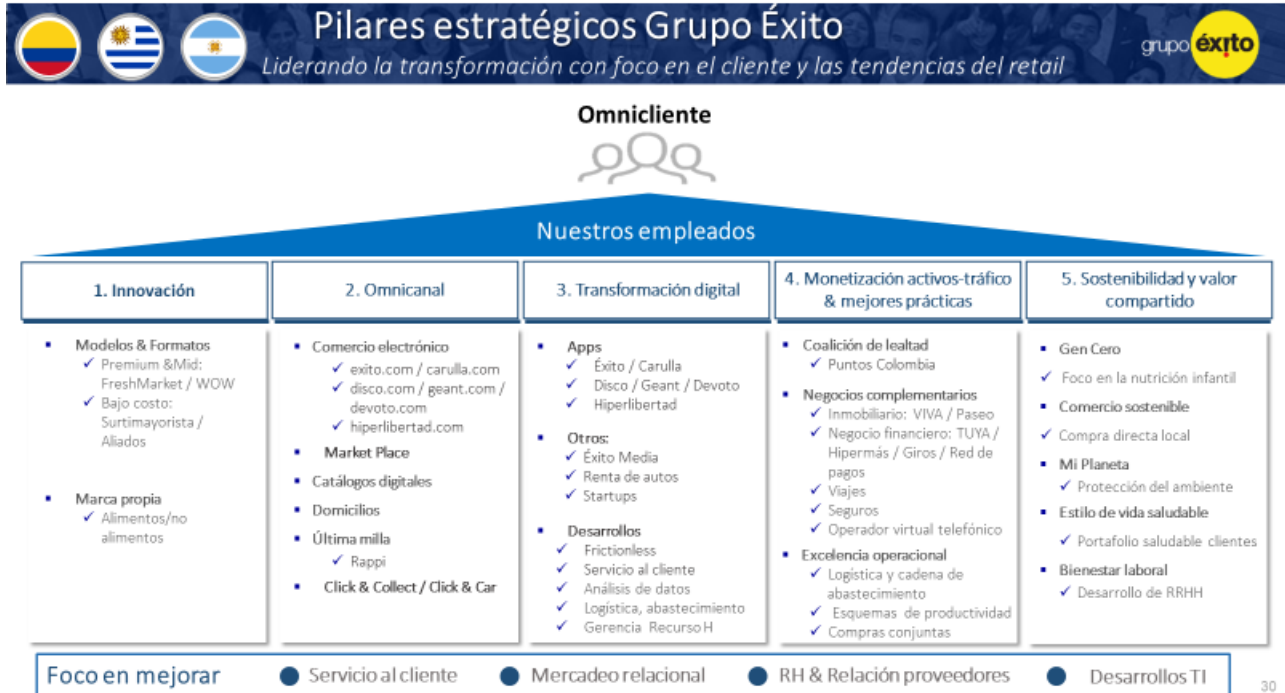 Pilares estratégicos Grupo Éxito
Liderando la transformación con foco en el cliente y las tendencias del retail
grupo éxito
Omnicliente
Nuestros empleados
1. Innovación
Modelos & Formatos
Premium &Mid:
FreshMarket / WOW
Bajo costo:
Surtimayorista /
Aliados
Marca propia
Alimentos/no
alimentos
2. Omnicanal
Comercio electrónico
exito.com / carulla.com
disco.com / geant.com /
devoto.com
hiperlibertad.com
Market Place
Catálogos digitales
Domicilios
Última milla
Rappi
Click & Collect / Click & Car
3. Transformación digital
Apps
Éxito / Carulla
Disco / Geant / Devoto
Hiperlibertad
Otros:
Éxito Media
Renta de autos
Startups
Desarrollos
Frictionless
Servicio al cliente
Análisis de datos
Logística, abastecimiento
Gerencia Recurso H
4. Monetización activos-tráfico
& mejores prácticas
Coalición de lealtad
Puntos Colombia
Negocios complementarios
Inmobiliario: VIVA / Paseo
Negocio financiero: TUYA /
Hipermás / Giros / Red de
pagos
Viajes
Seguros
Operador virtual telefónico
Excelencia operacional
Logística y cadena de
abastecimiento
Esquemas de productividad
Compras conjuntas
5. Sostenibilidad y valor
compartido
Gen Cero
Foco en la nutrición infantil
Comercio sostenible
Compra directa local
Mi Planeta
Protección del ambiente
Estilo de vida saludable
Portafolio saludable clientes
Bienestar laboral
Desarrollo de RRHH
Foco en mejorar
Servicio al cliente
Mercadeo relacional
RH & Relación proveedores
Desarrollos TI
30